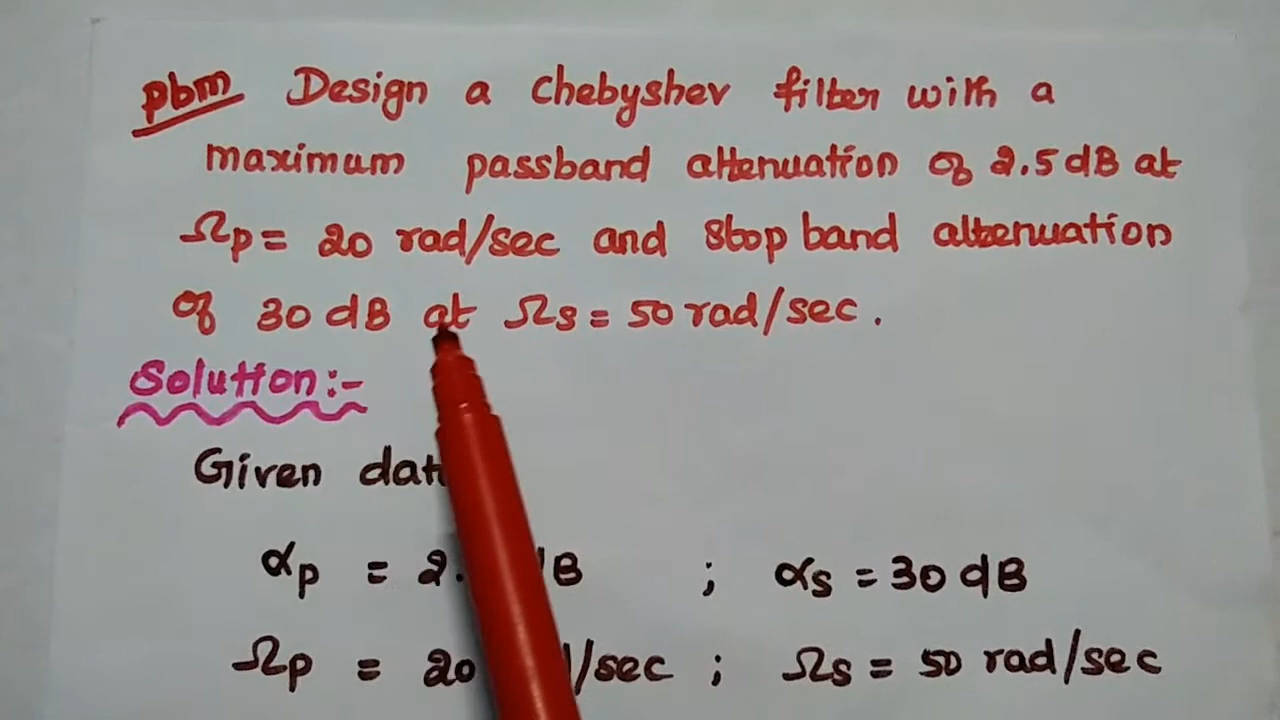 Pbm Design a Chebyshev filter with a
maximum passband attenuation of 2.5 dB at
Ωp = 20 rad/sec and stop band attenuation
of 30 dB at Ωs = 50 rad/sec.
Solution:-
Given dat
αp = 2. dB ; αs = 30 dB
Ωp = 20 /sec ; Ωs = 50 rad/sec